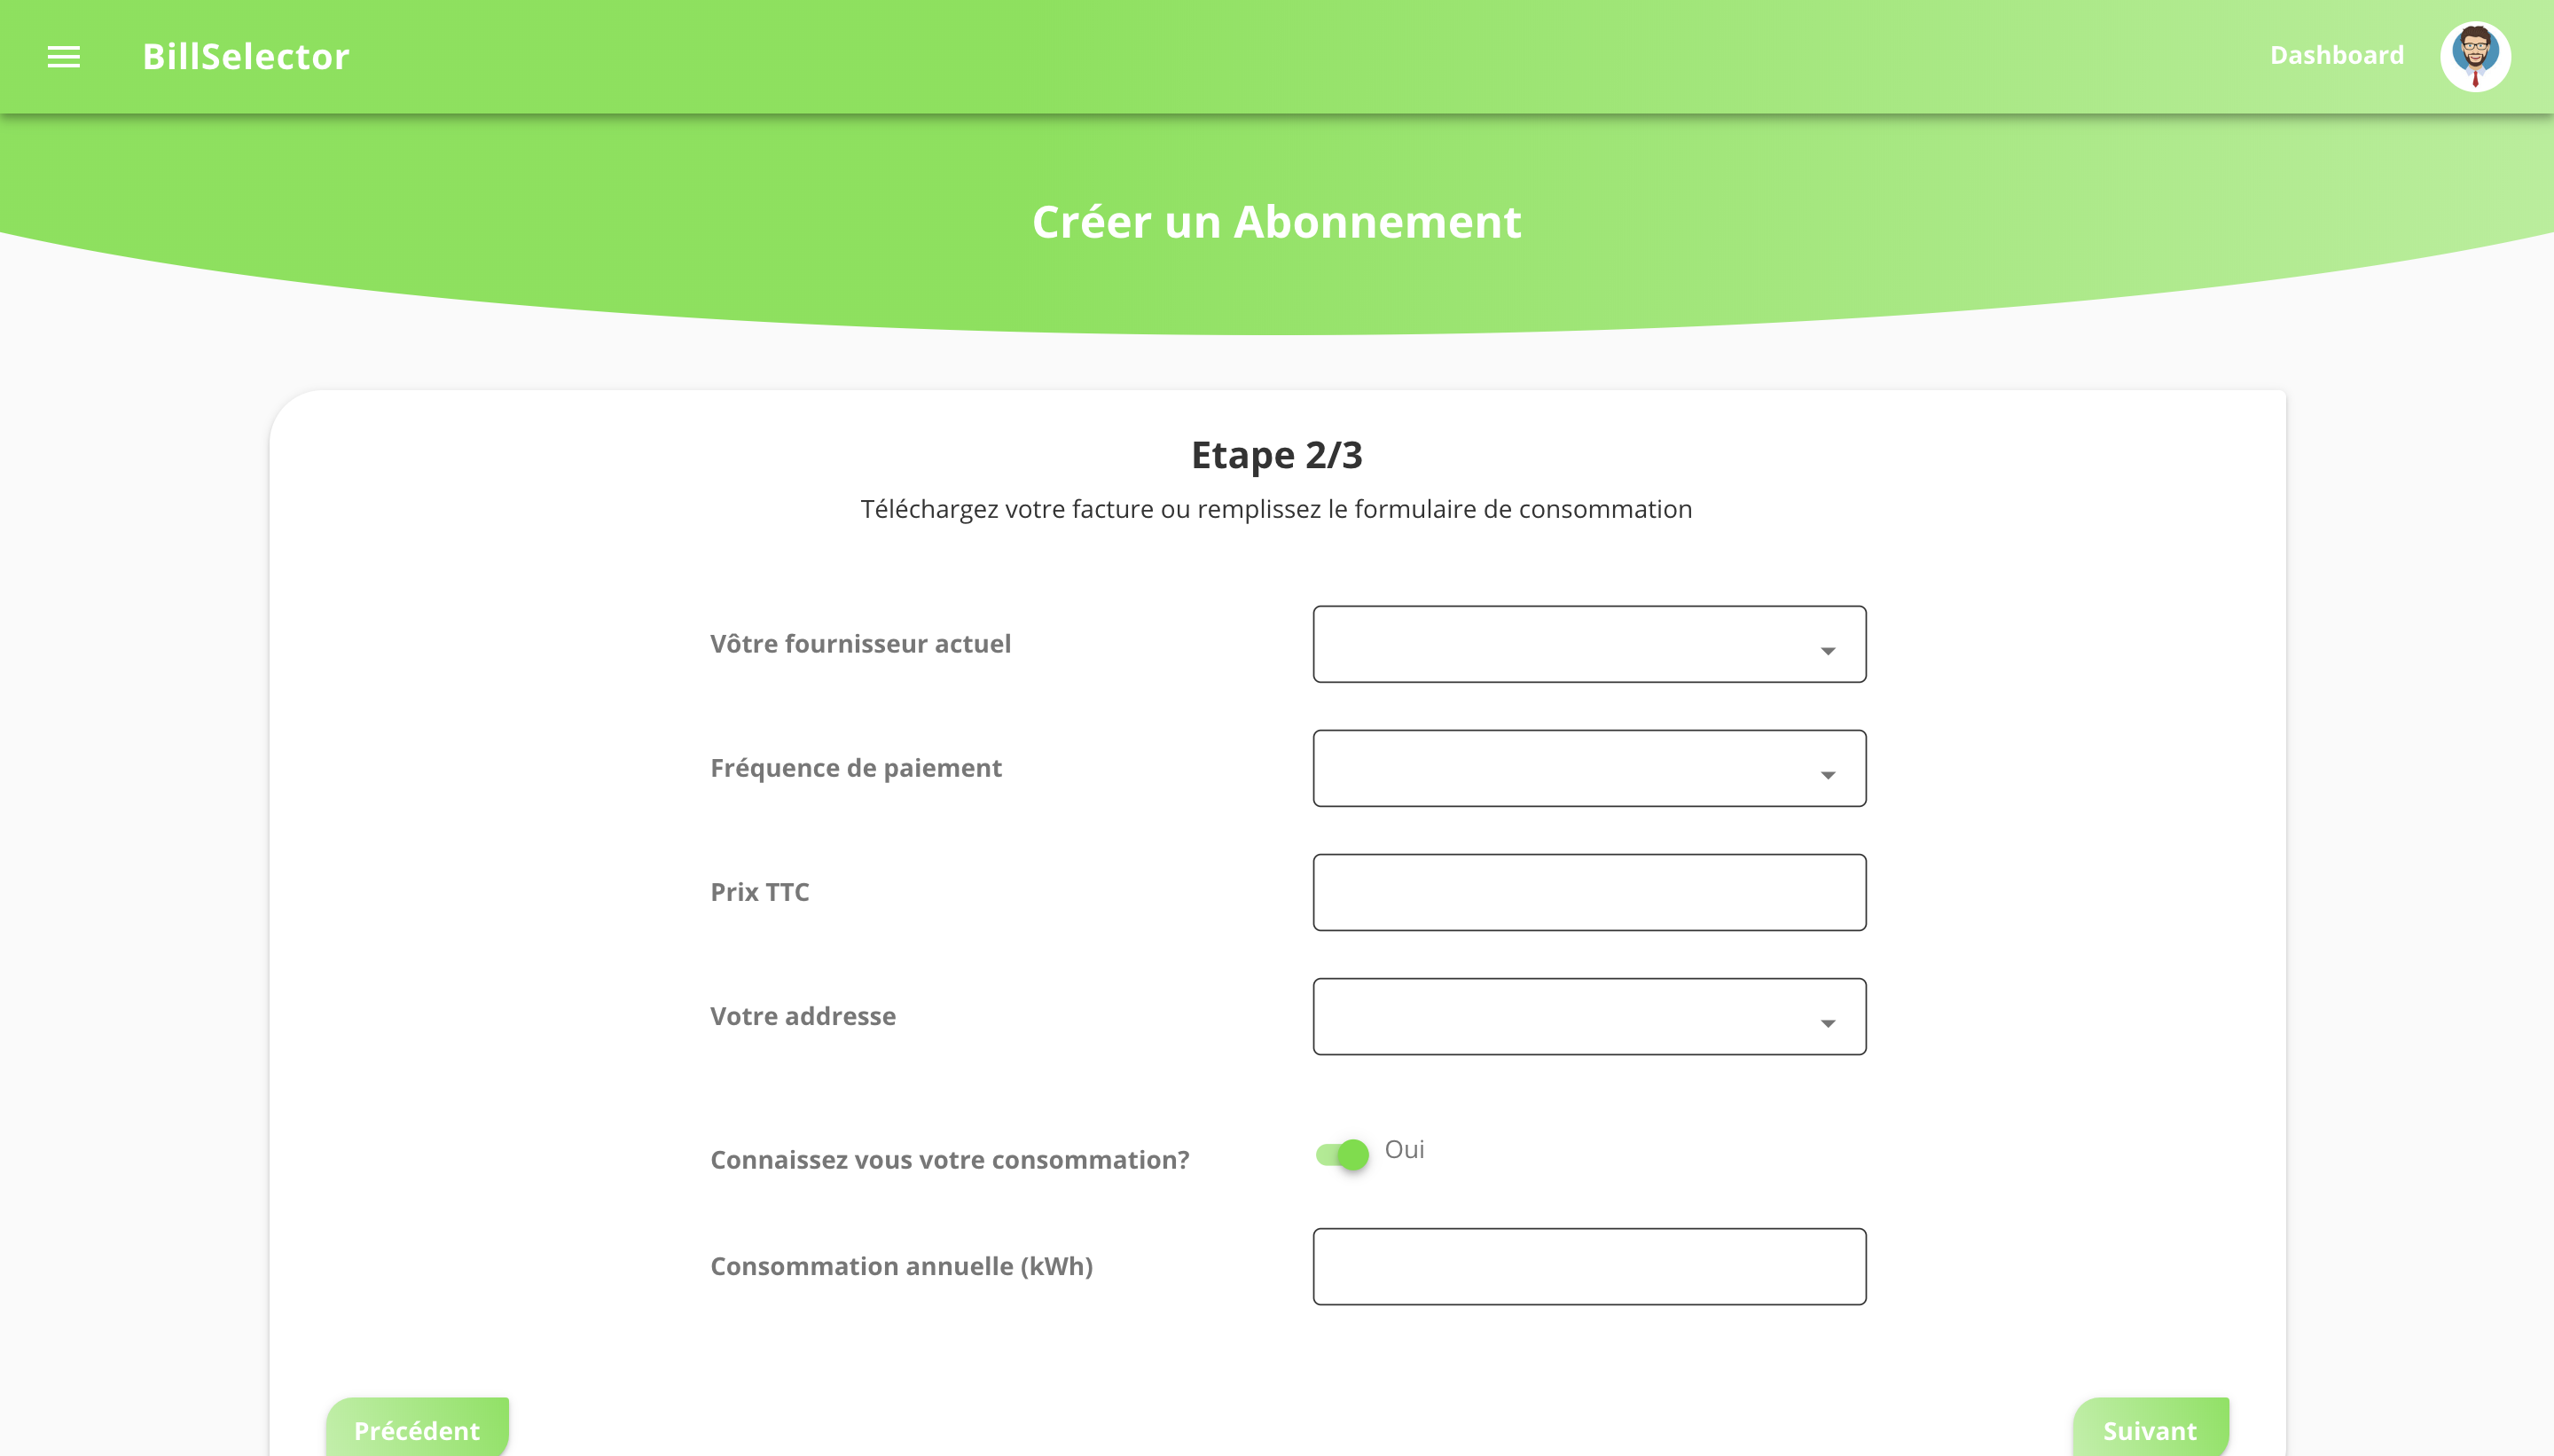 BillSelector
Dashboard
Créer un Abonnement
Etape 2/3
Téléchargez votre facture ou remplissez le formulaire de consommation
Vôtre fournisseur actuel
Fréquence de paiement
Prix TTC
Votre addresse
Connaissez vous votre consommation?
Oui
Consommation annuelle (kWh)
Précédent
Suivant